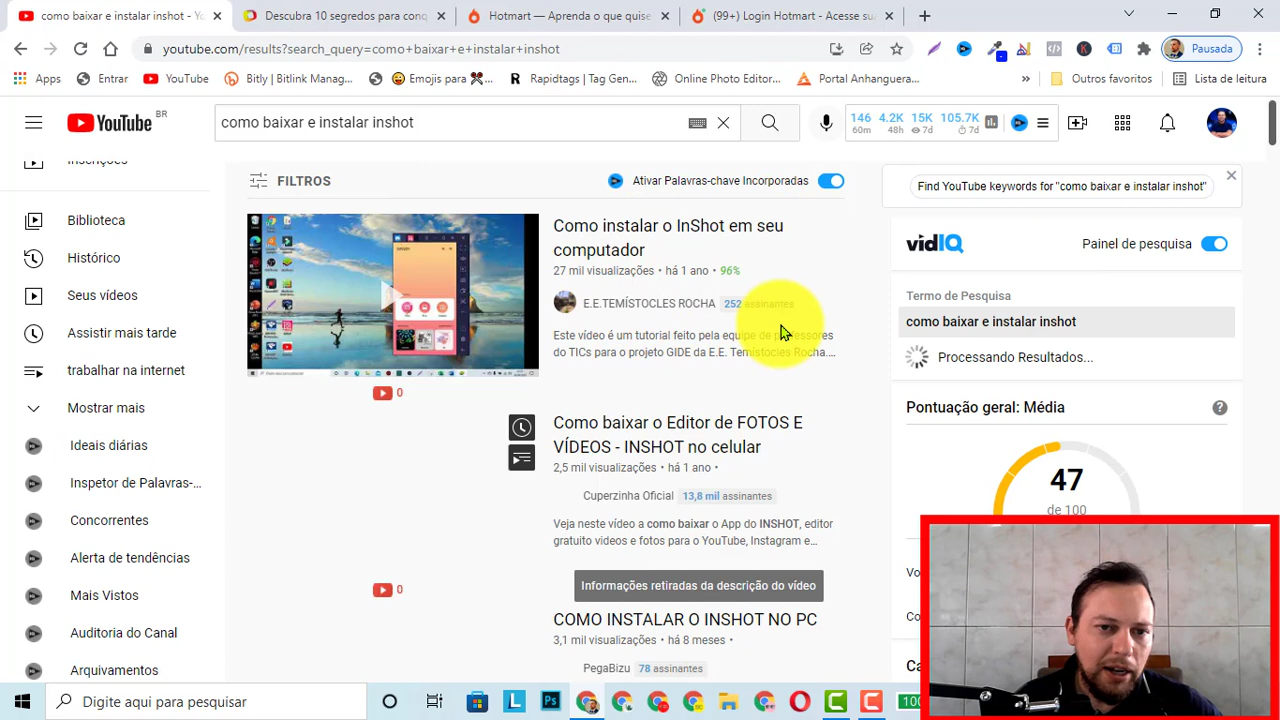 como baixar e instalar inshot - Yo
Descubra 10 segredos para conq
Hotmart — Aprenda o que quise
(99+) Login Hotmart - Acesse sua
youtube.com/results?search_query=como+baixar+e+instalar+inshot
Pausada
Apps
Entrar
YouTube
Bitly | Bitlink Manag...
Emojis para
Rapidtags | Tag Gen...
Online Photo Editor...
Portal Anhanguera...
»
Outros favoritos
Lista de leitura
YouTube BR
como baixar e instalar inshot
146 4.2K 15K 105.7K
60m 48h 7d 7d
Inscrições
Biblioteca
Histórico
Seus vídeos
Assistir mais tarde
trabalhar na internet
Mostrar mais
Ideais diárias
Inspetor de Palavras-...
Concorrentes
Alerta de tendências
Mais Vistos
Auditoria do Canal
Arquivamentos
FILTROS
Ativar Palavras-chave Incorporadas
Como instalar o InShot em seu
computador
27 mil visualizações • há 1 ano • 96%
E.E.TEMÍSTOCLES ROCHA 252 assinantes
Este vídeo é um tutorial feito pela equipe de professores
do TICs para o projeto GIDE da E.E. Temístocles Rocha....
0
Como baixar o Editor de FOTOS E
VÍDEOS - INSHOT no celular
2,5 mil visualizações • há 1 ano •
Cuperzinha Oficial 13,8 mil assinantes
Veja neste vídeo a como baixar o App do INSHOT, editor
gratuito videos e fotos para o YouTube, Instagram e...
0
Informações retiradas da descrição do vídeo
COMO INSTALAR O INSHOT NO PC
3,1 mil visualizações • há 8 meses •
PegaBizu 78 assinantes
Find YouTube keywords for "como baixar e instalar inshot"
vidIQ
Painel de pesquisa
Termo de Pesquisa
como baixar e instalar inshot
Processando Resultados...
Pontuação geral: Média
47
de 100
Vo
Co
Ca
Digite aqui para pesquisar
100